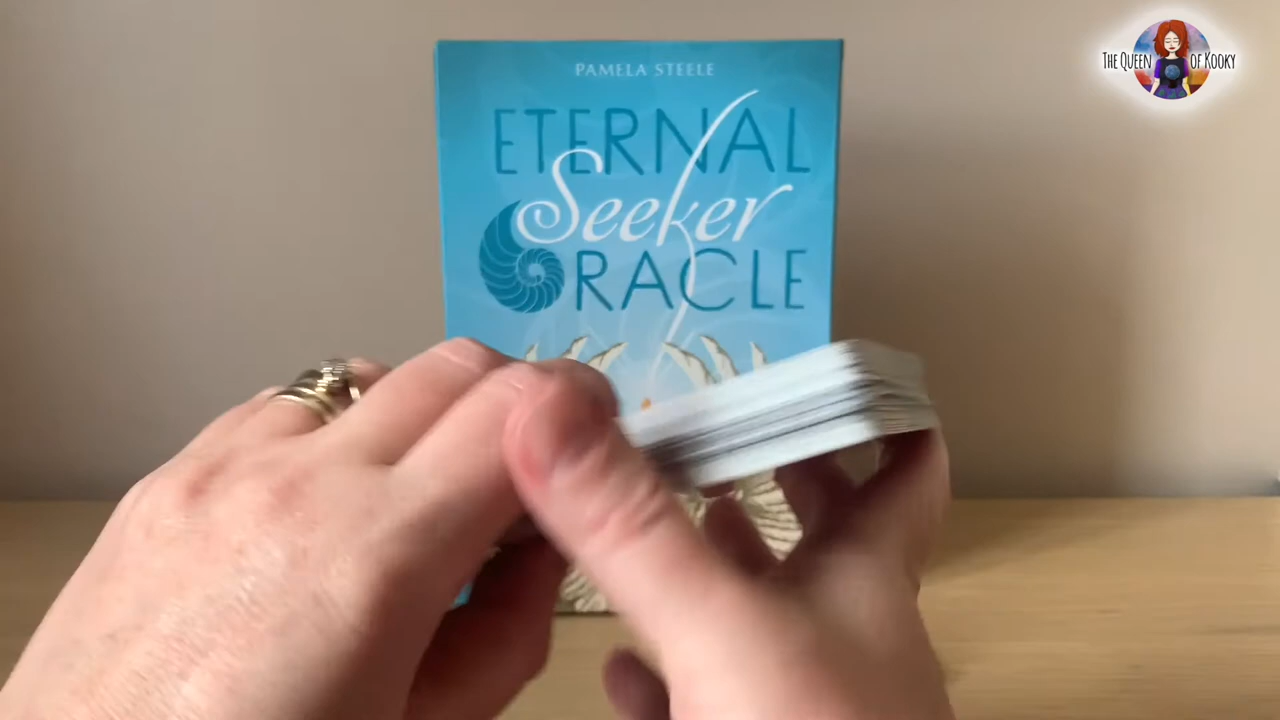 PAMELA STEELE
ETERNAL
Seeker
ORACLE
THE QUEEN OF KOOKY